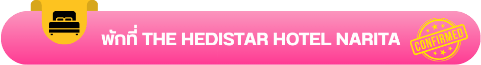 พักที่ THE HEDISTAR HOTEL NARITA
CONFIRMED